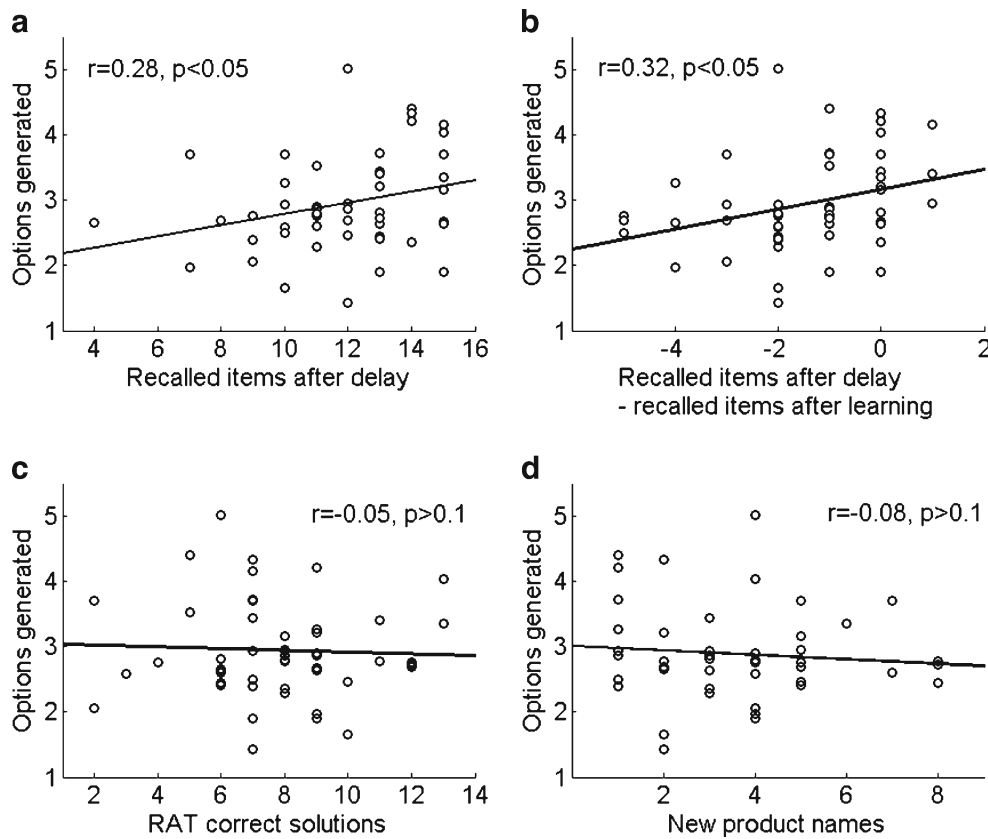 a
r=0.28, p<0.05
Options generated
5
4
3
2
1
4 6 8 10 12 14 16
Recalled items after delay
b
r=0.32, p<0.05
Options generated
5
4
3
2
1
-4 -2 0 2
Recalled items after delay
- recalled items after learning
c
r=-0.05, p>0.1
Options generated
5
4
3
2
1
2 4 6 8 10 12 14
RAT correct solutions
d
r=-0.08, p>0.1
Options generated
5
4
3
2
1
2 4 6 8
New product names